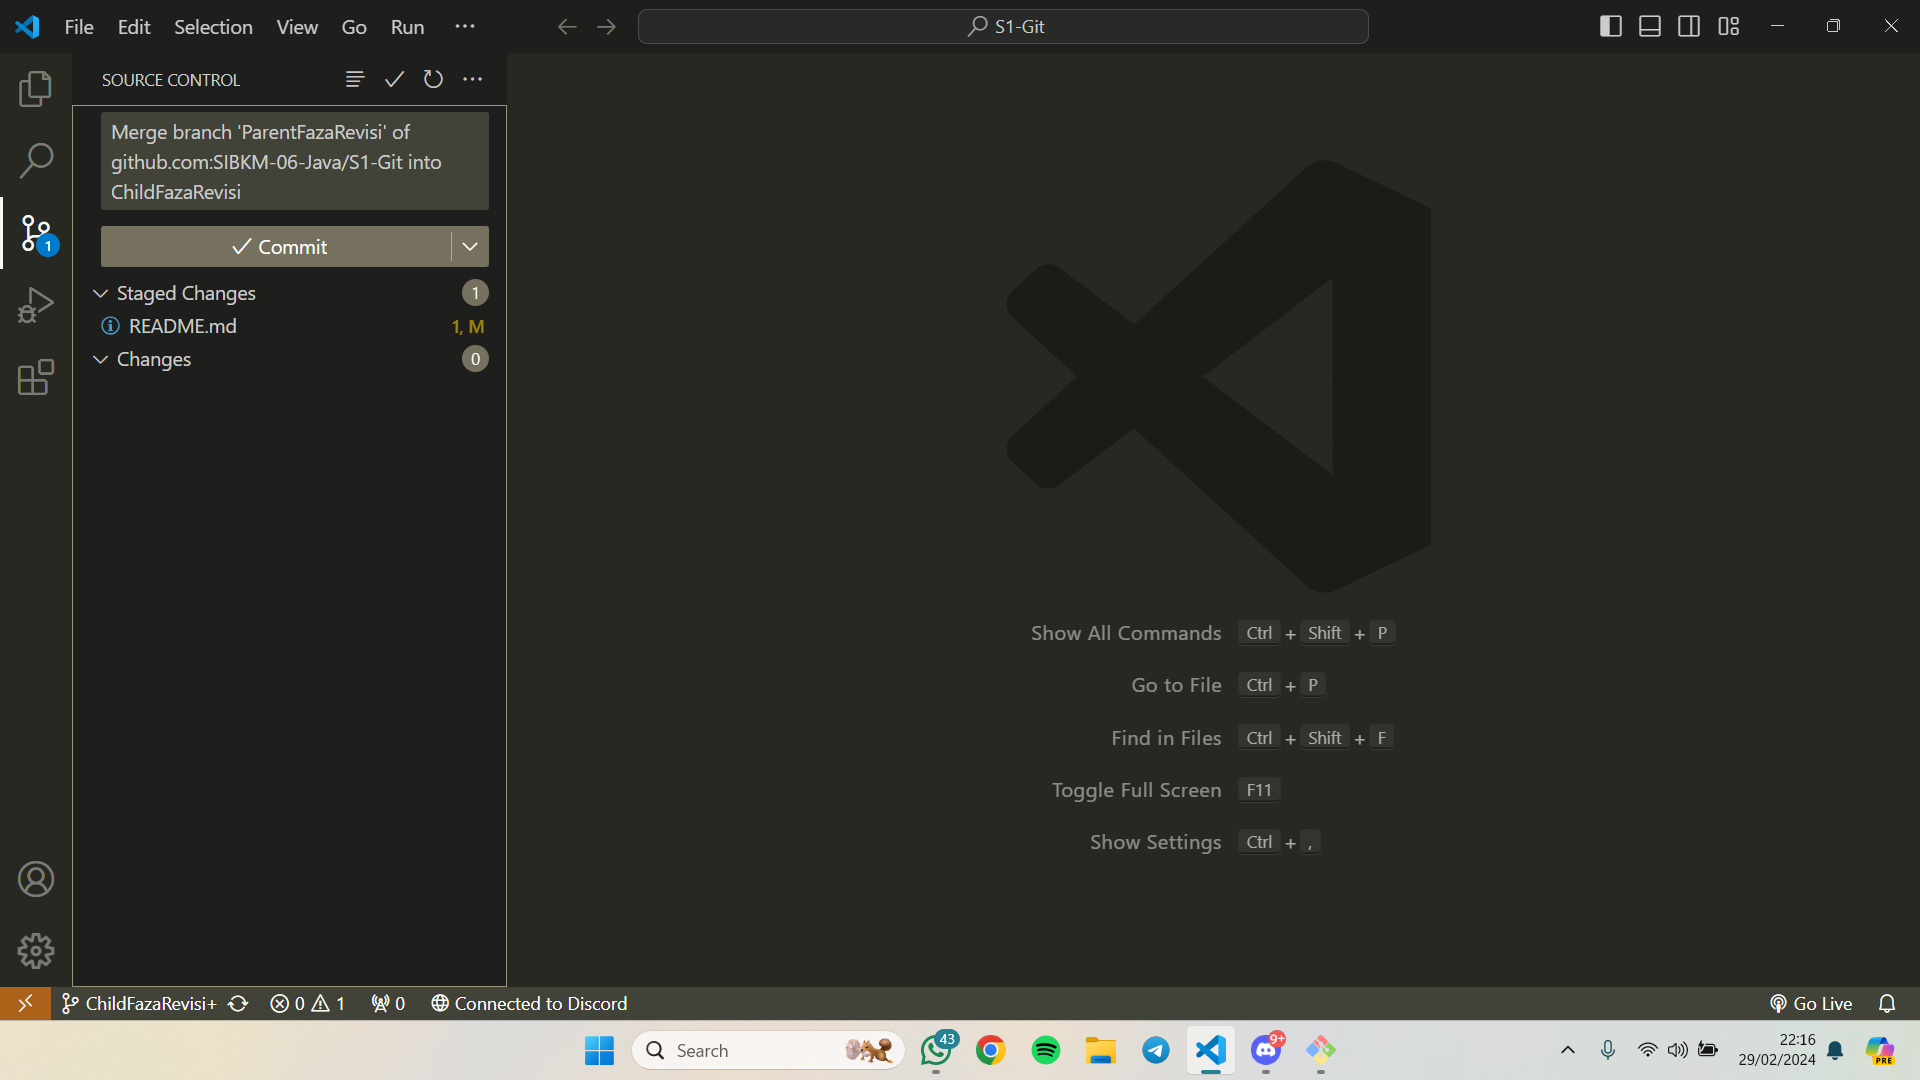 File Edit Selection View Go Run ...
S1-Git
SOURCE CONTROL
Merge branch 'ParentFazaRevisi' of
github.com:SIBKM-06-Java/S1-Git into
ChildFazaRevisi
Commit
1
Staged Changes 1
README.md 1, M
Changes 0
Show All Commands Ctrl + Shift + P
Go to File Ctrl + P
Find in Files Ctrl + Shift + F
Toggle Full Screen F11
Show Settings Ctrl + ,
ChildFazaRevisi+ 0 1 0 Connected to Discord Go Live
Search 43 9+ 22:16
29/02/2024
PRE